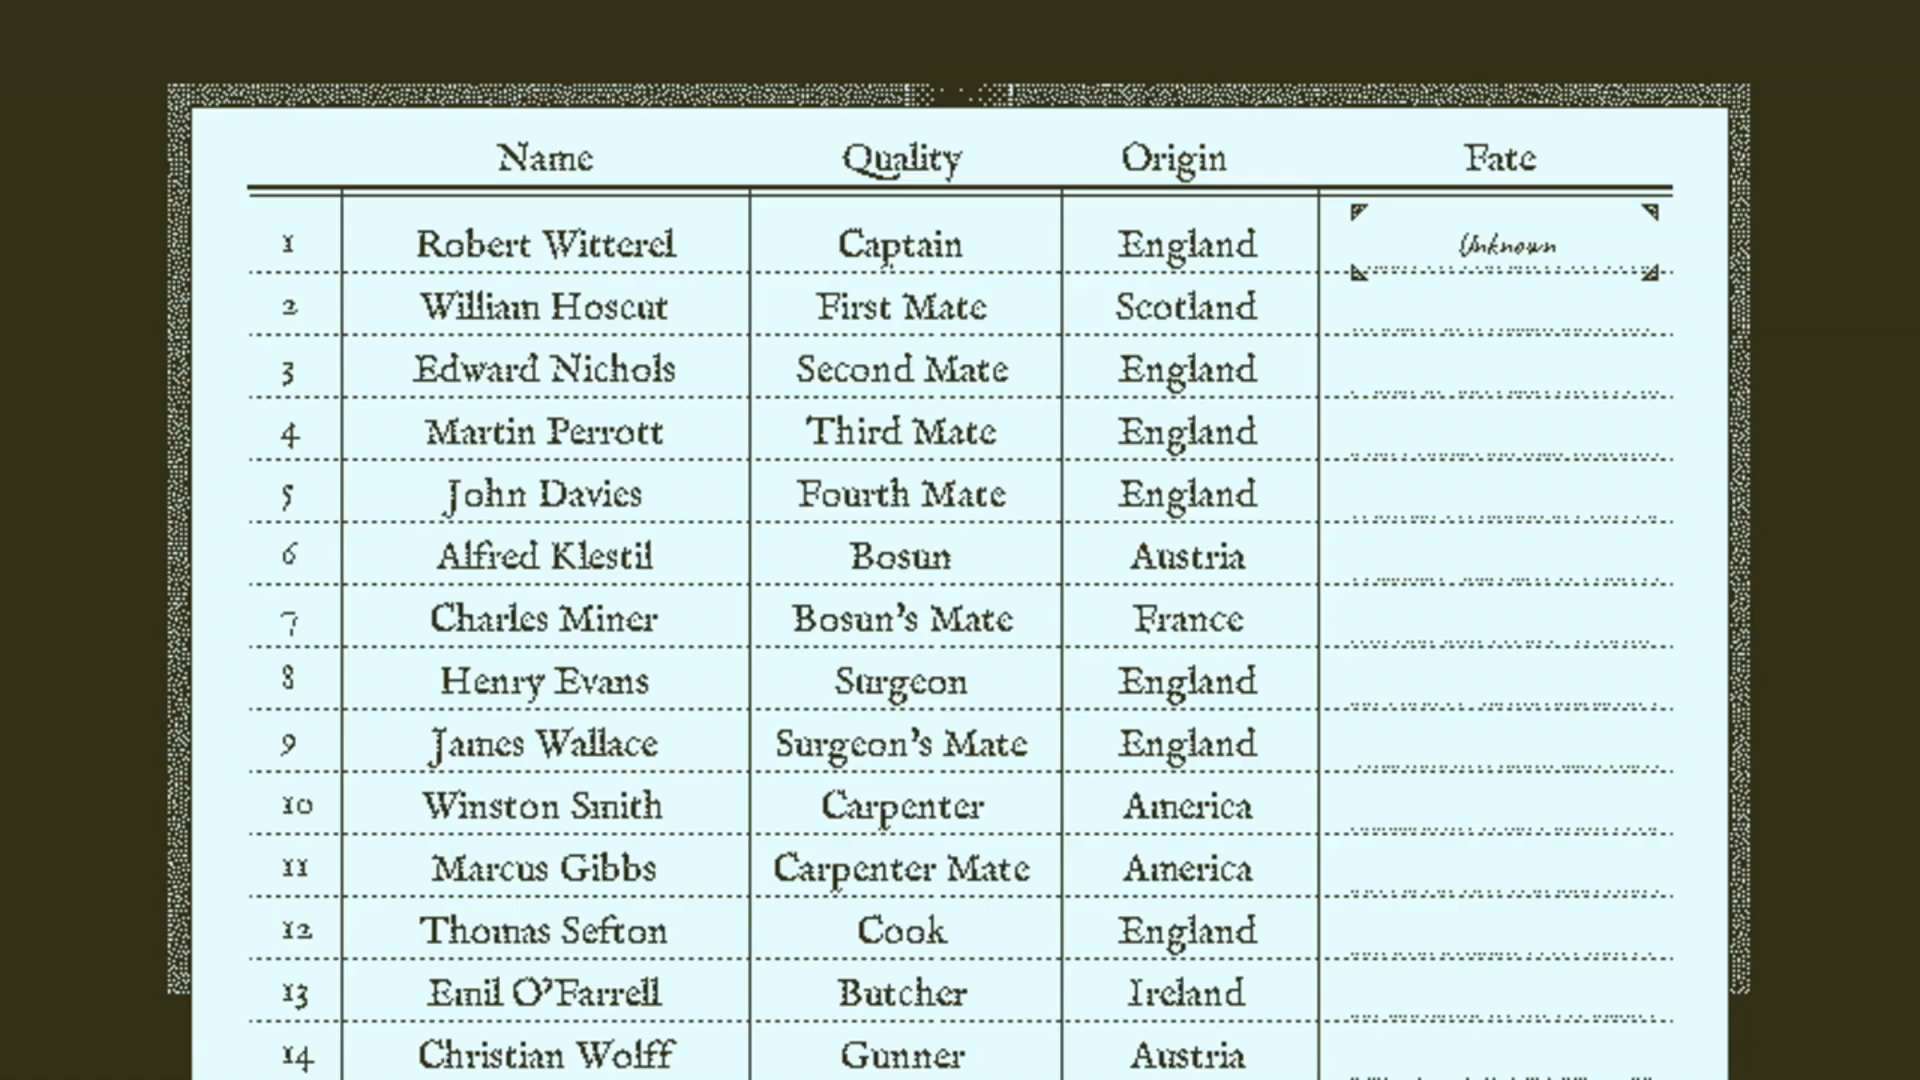 Name Quality Origin Fate
1 Robert Witterel Captain England Unknown
2 William Hoscut First Mate Scotland
3 Edward Nichols Second Mate England
4 Martin Perrott Third Mate England
5 John Davies Fourth Mate England
6 Alfred Klestil Bosun Austria
7 Charles Miner Bosun's Mate France
8 Henry Evans Surgeon England
9 James Wallace Surgeon's Mate England
10 Winston Smith Carpenter America
11 Marcus Gibbs Carpenter Mate America
12 Thomas Sefton Cook England
13 Emil O'Farrell Butcher Ireland
14 Christian Wolff Gunner Austria